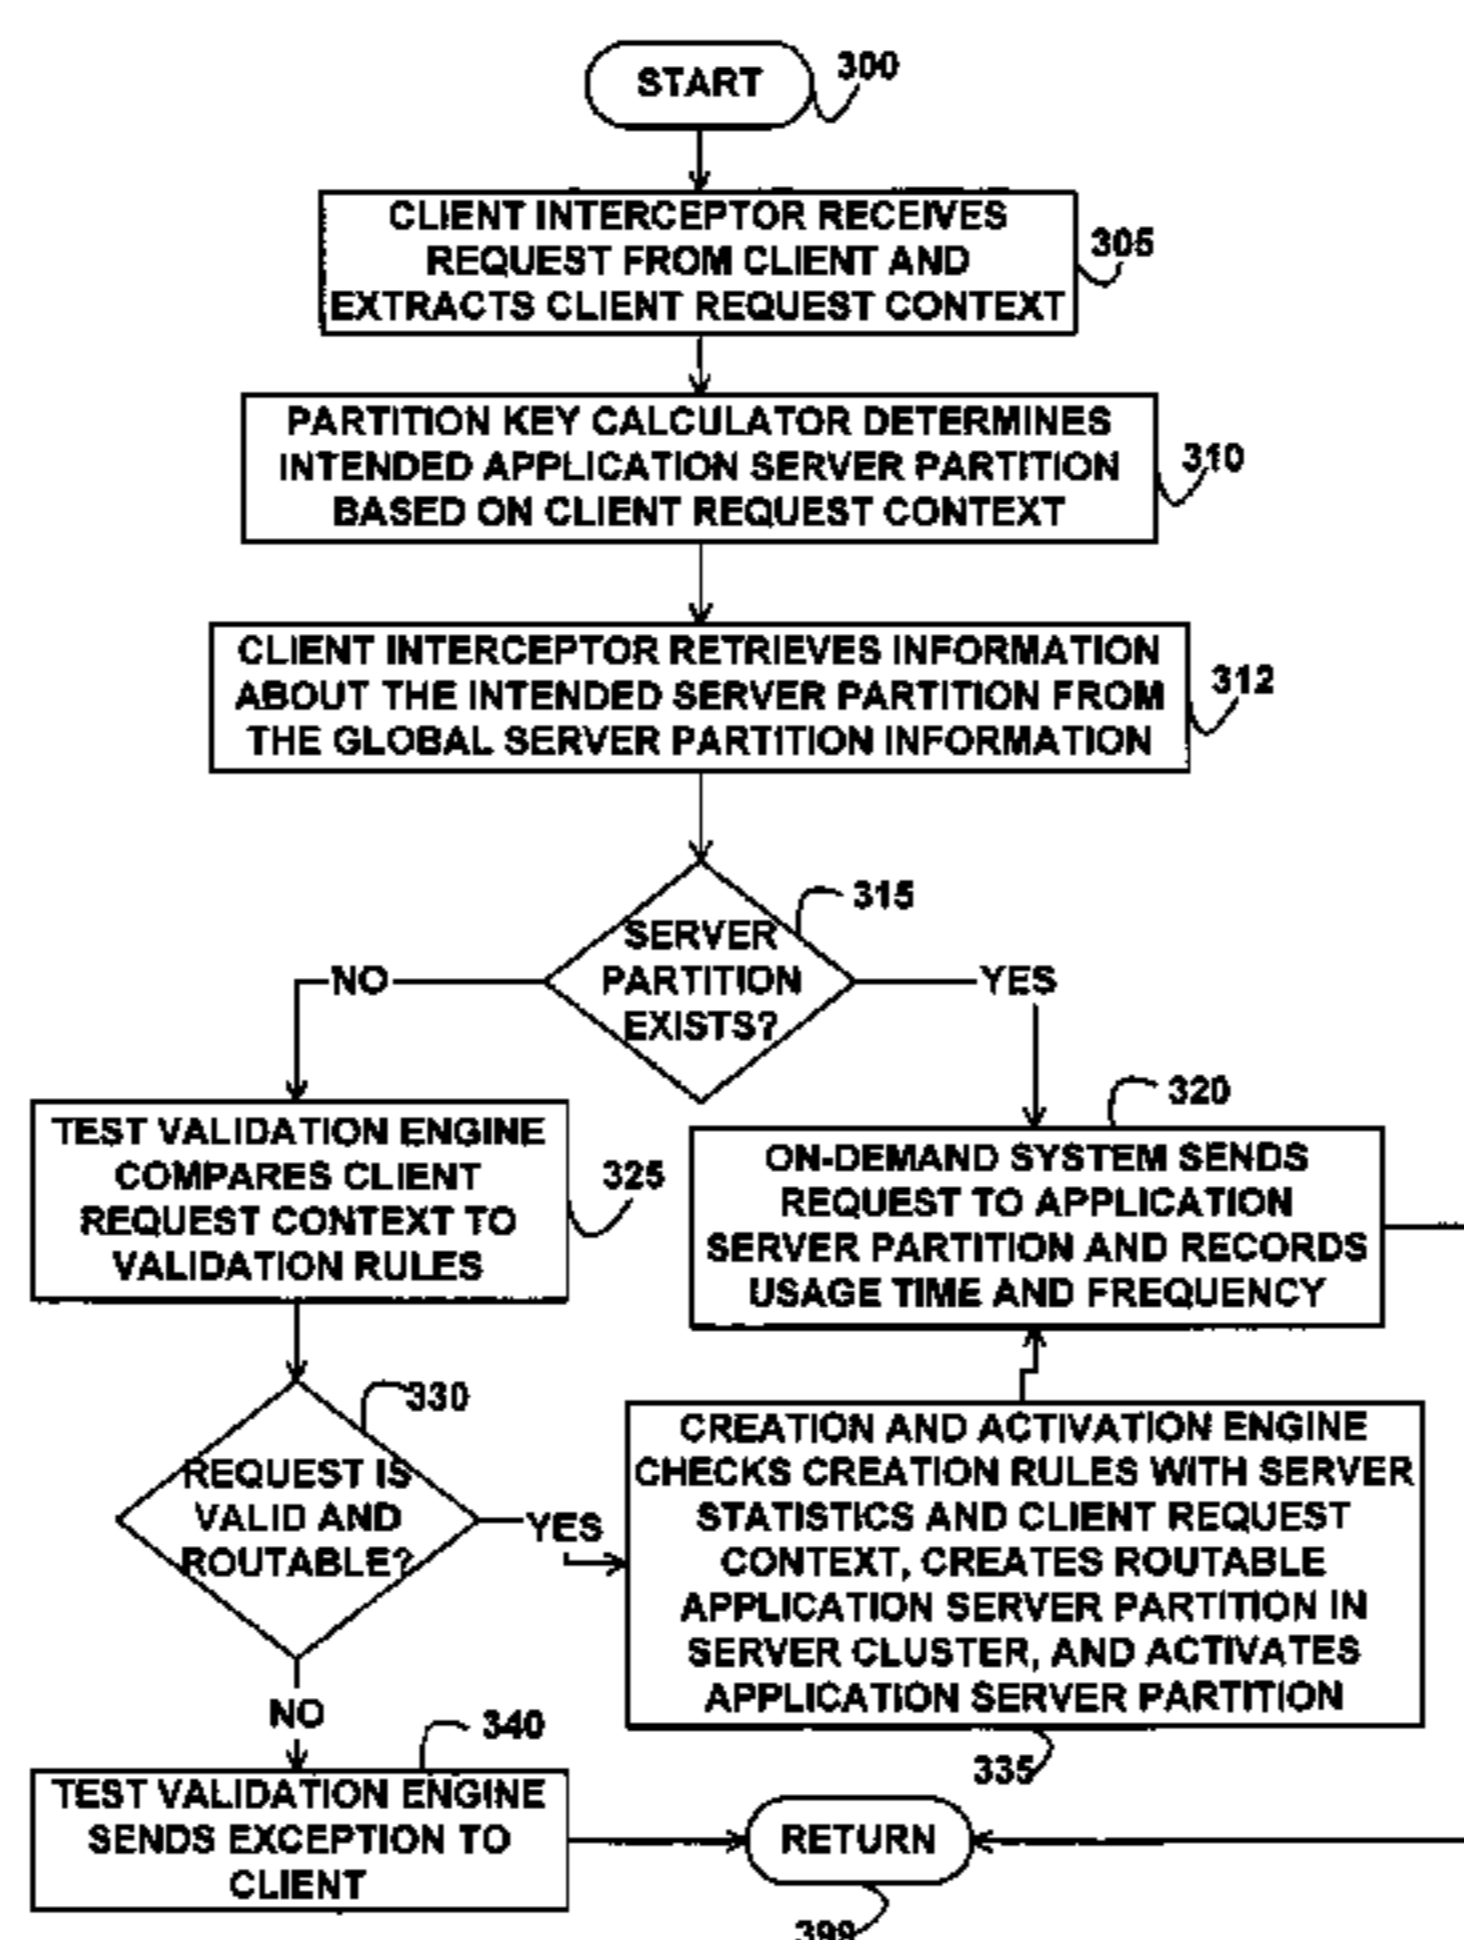 START
300
CLIENT INTERCEPTOR RECEIVES
REQUEST FROM CLIENT AND
EXTRACTS CLIENT REQUEST CONTEXT
305
PARTITION KEY CALCULATOR DETERMINES
INTENDED APPLICATION SERVER PARTITION
BASED ON CLIENT REQUEST CONTEXT
310
CLIENT INTERCEPTOR RETRIEVES INFORMATION
ABOUT THE INTENDED SERVER PARTITION FROM
THE GLOBAL SERVER PARTITION INFORMATION
312
SERVER
PARTITION
EXISTS?
315
NO
YES
TEST VALIDATION ENGINE
COMPARES CLIENT
REQUEST CONTEXT TO
VALIDATION RULES
325
ON-DEMAND SYSTEM SENDS
REQUEST TO APPLICATION
SERVER PARTITION AND RECORDS
USAGE TIME AND FREQUENCY
320
REQUEST IS
VALID AND
ROUTABLE?
330
YES
CREATION AND ACTIVATION ENGINE
CHECKS CREATION RULES WITH SERVER
STATISTICS AND CLIENT REQUEST
CONTEXT, CREATES ROUTABLE
APPLICATION SERVER PARTITION IN
SERVER CLUSTER, AND ACTIVATES
APPLICATION SERVER PARTITION
335
NO
TEST VALIDATION ENGINE
SENDS EXCEPTION TO
CLIENT
340
RETURN
399